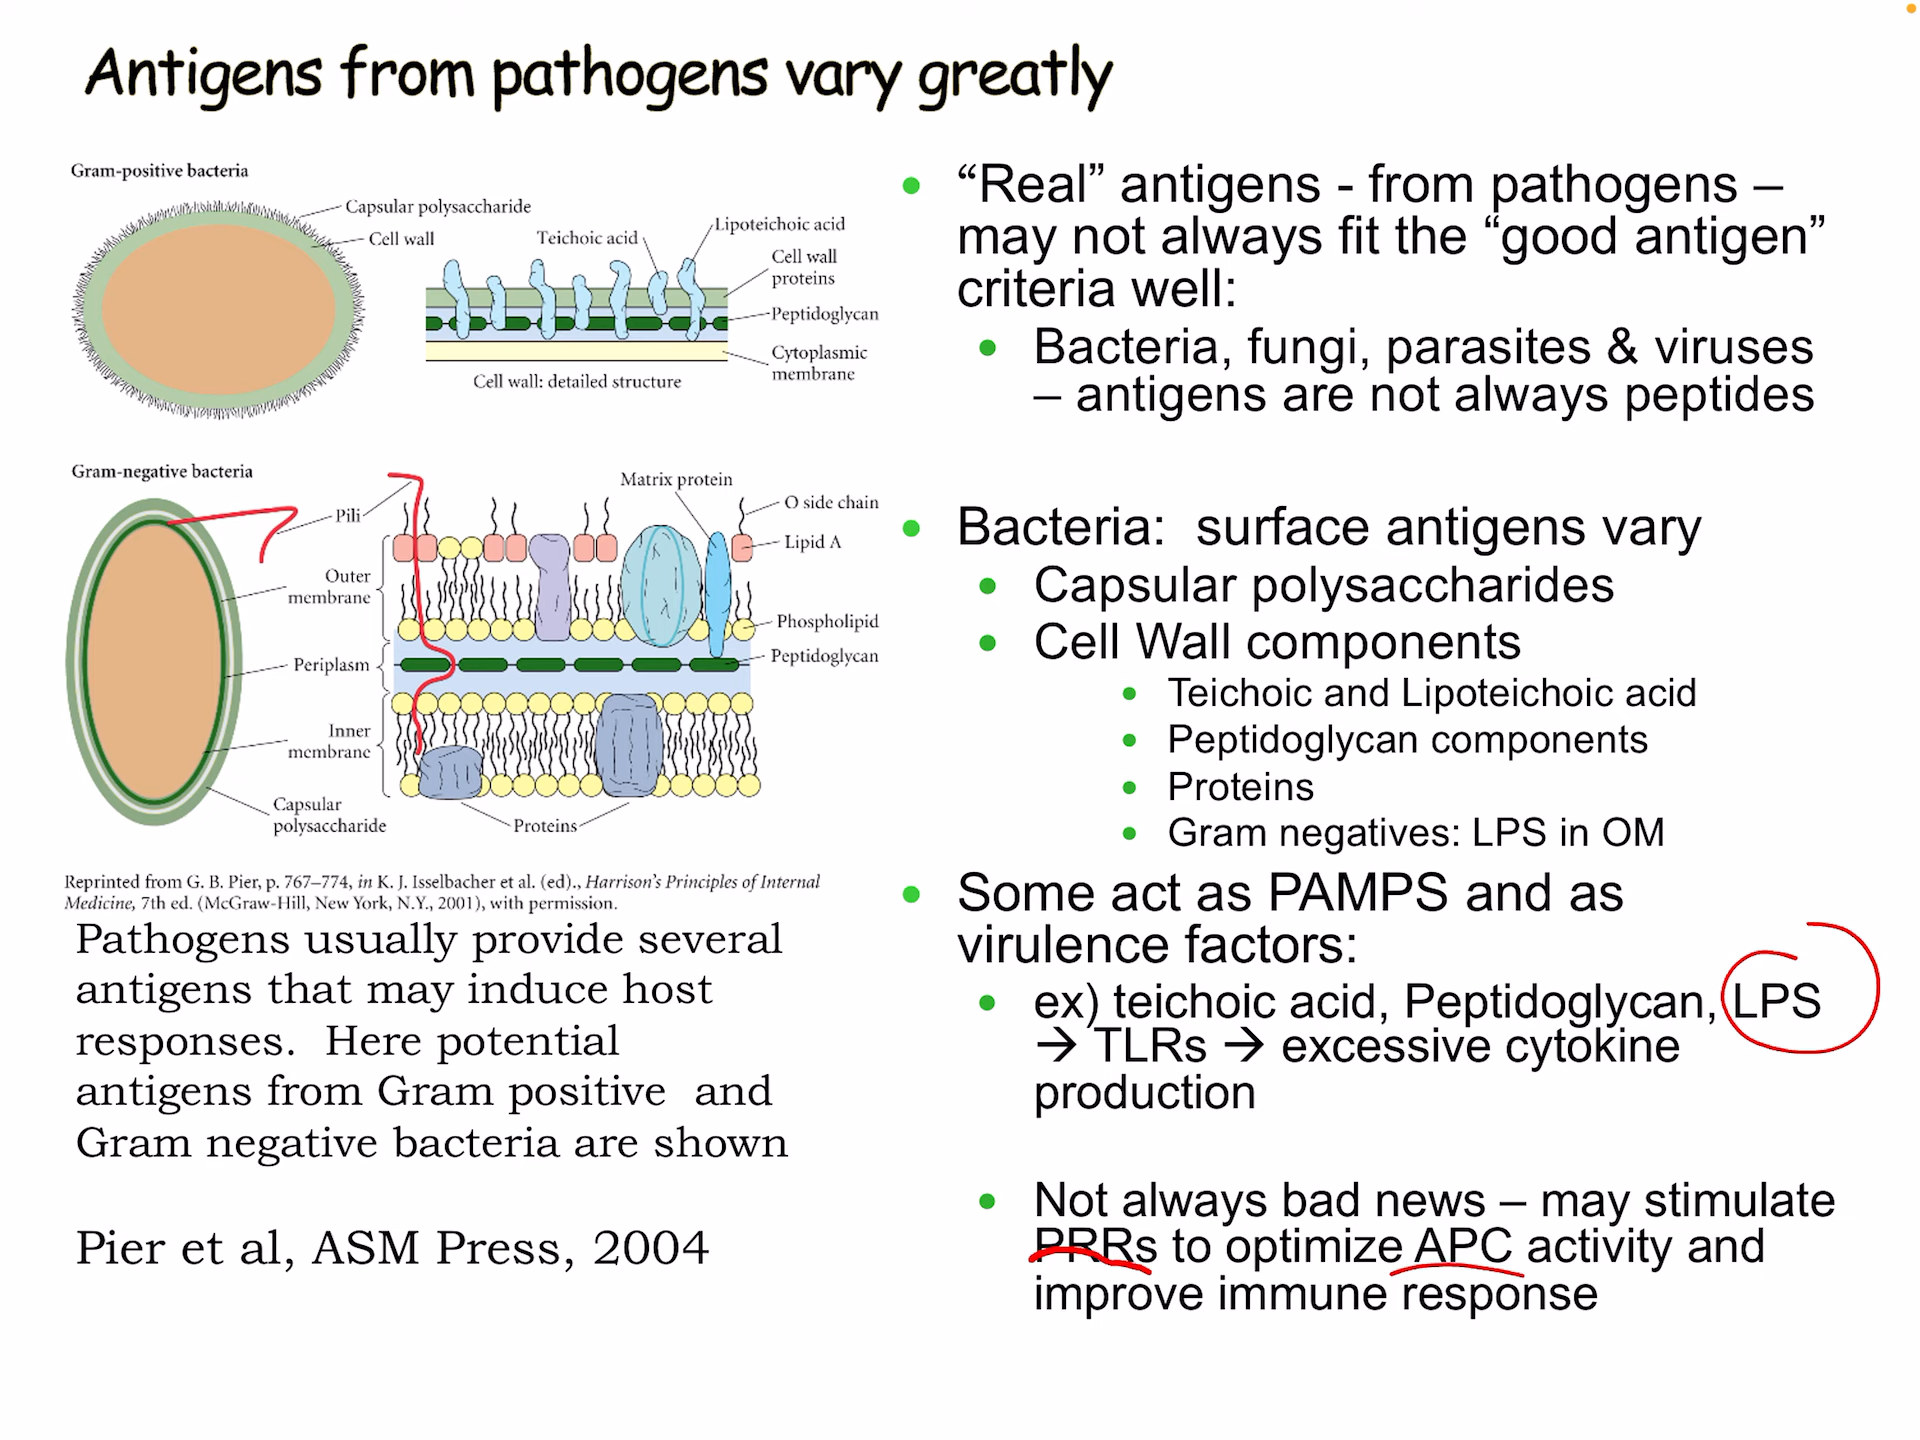 Antigens from pathogens vary greatly
Gram-positive bacteria
Capsular polysaccharide
Cell wall
Teichoic acid
Lipoteichoic acid
Cell wall
proteins
Peptidoglycan
Cytoplasmic
membrane
Cell wall: detailed structure
Gram-negative bacteria
Pili
Outer
membrane
Periplasm
Inner
membrane
Capsular
polysaccharide
Matrix protein
O side chain
Lipid A
Phospholipid
Peptidoglycan
Proteins
Reprinted from G. B. Pier, p. 767–774, in K. J. Isselbacher et al. (ed)., Harrison's Principles of Internal
Medicine, 7th ed. (McGraw-Hill, New York, N.Y., 2001), with permission.
Pathogens usually provide several
antigens that may induce host
responses. Here potential
antigens from Gram positive and
Gram negative bacteria are shown
Pier et al, ASM Press, 2004
• “Real” antigens - from pathogens –
may not always fit the “good antigen”
criteria well:
• Bacteria, fungi, parasites & viruses
– antigens are not always peptides
• Bacteria: surface antigens vary
• Capsular polysaccharides
• Cell Wall components
• Teichoic and Lipoteichoic acid
• Peptidoglycan components
• Proteins
• Gram negatives: LPS in OM
• Some act as PAMPS and as
virulence factors:
• ex) teichoic acid, Peptidoglycan, LPS
→ TLRs → excessive cytokine
production
• Not always bad news – may stimulate
PRRs to optimize APC activity and
improve immune response